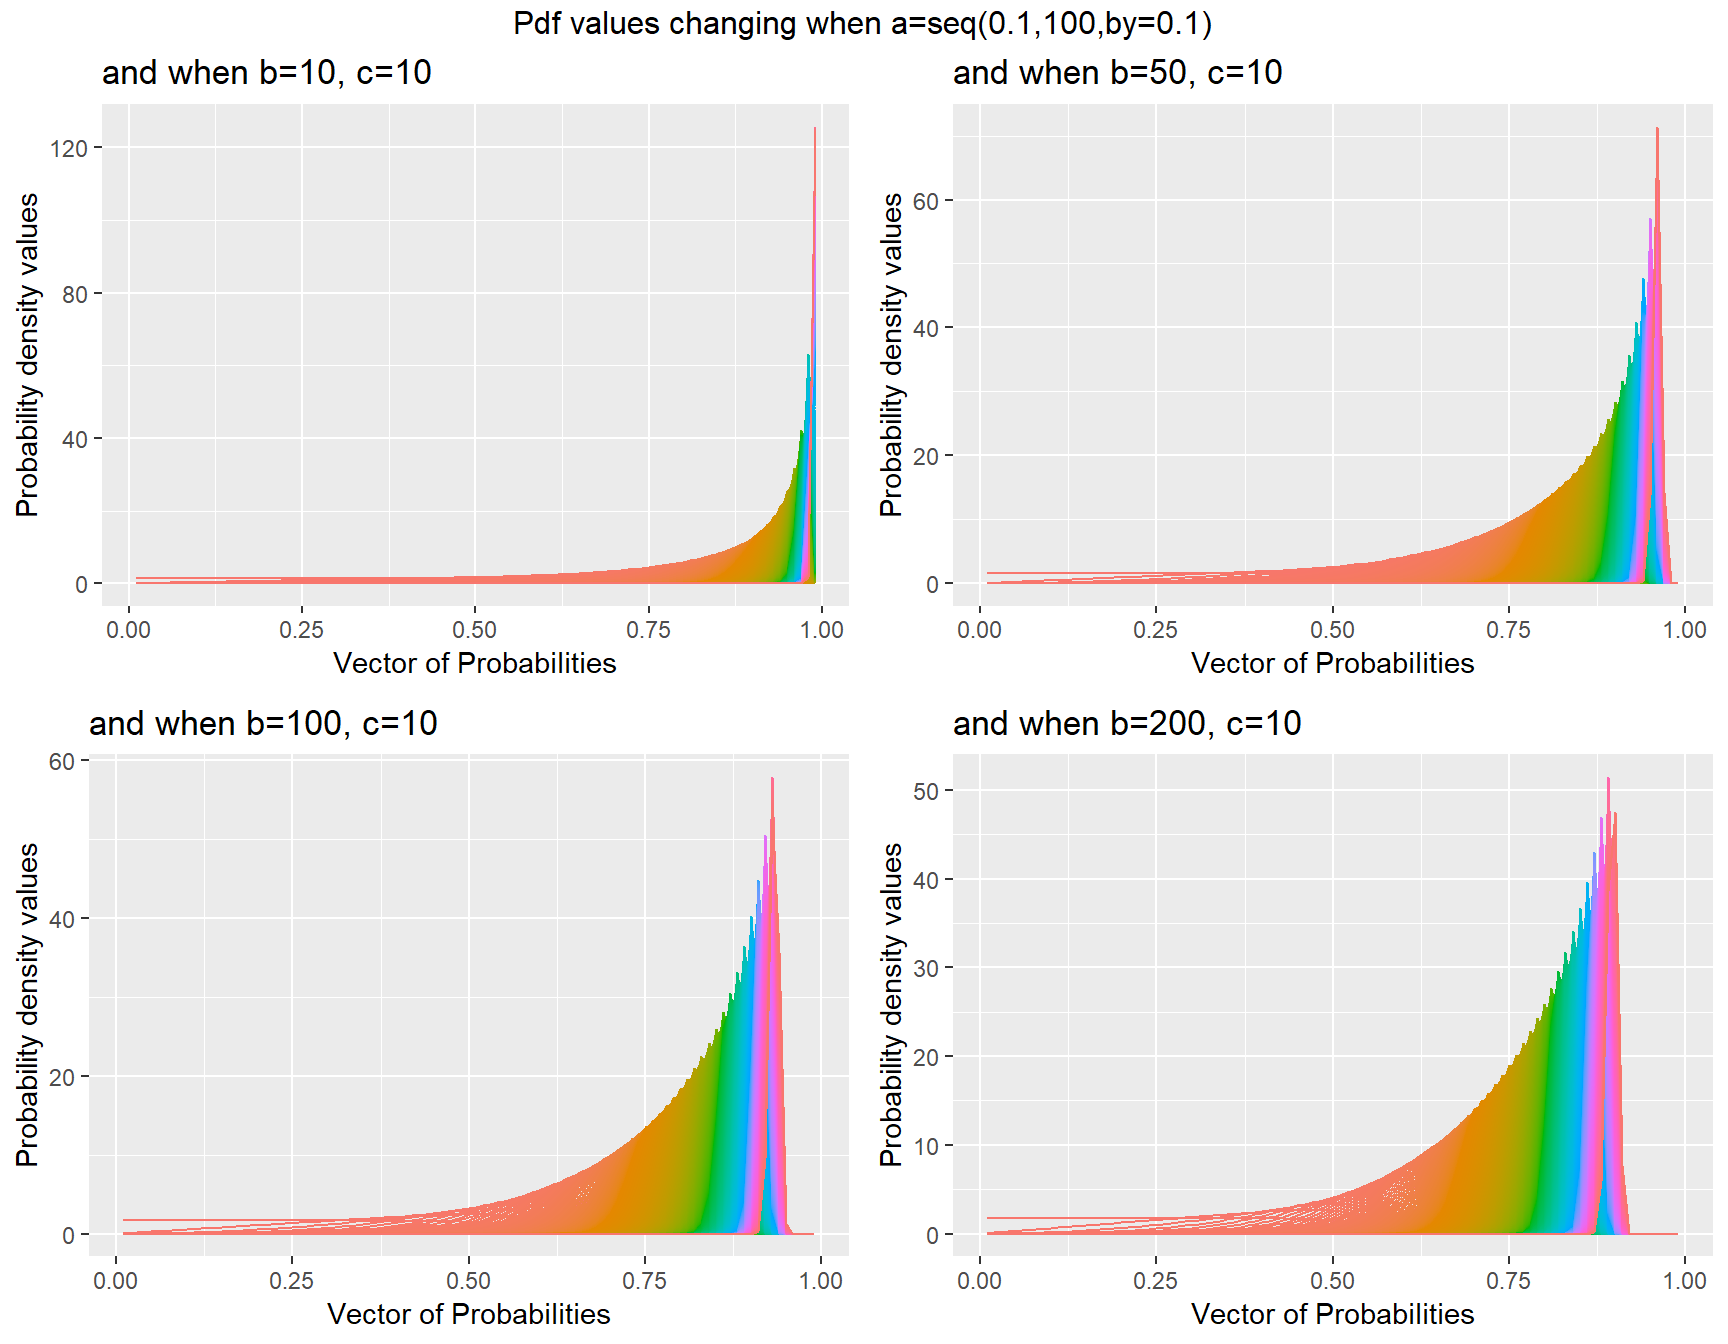 Pdf values changing when a=seq(0.1,100,by=0.1)
and when b=10, c=10
Probability density values
120
80
40
0
0.00 0.25 0.50 0.75 1.00
Vector of Probabilities
and when b=50, c=10
Probability density values
60
40
20
0
0.00 0.25 0.50 0.75 1.00
Vector of Probabilities
and when b=100, c=10
Probability density values
60
40
20
0
0.00 0.25 0.50 0.75 1.00
Vector of Probabilities
and when b=200, c=10
Probability density values
50
40
30
20
10
0
0.00 0.25 0.50 0.75 1.00
Vector of Probabilities